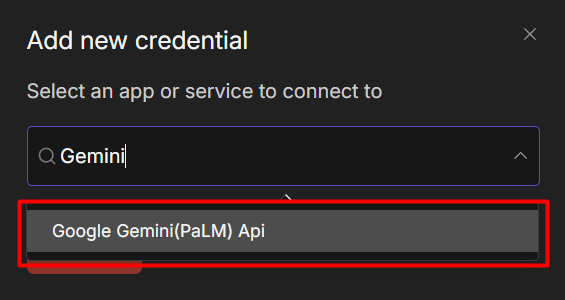 Add new credential
Select an app or service to connect to
Gemini
Google Gemini(PaLM) Api